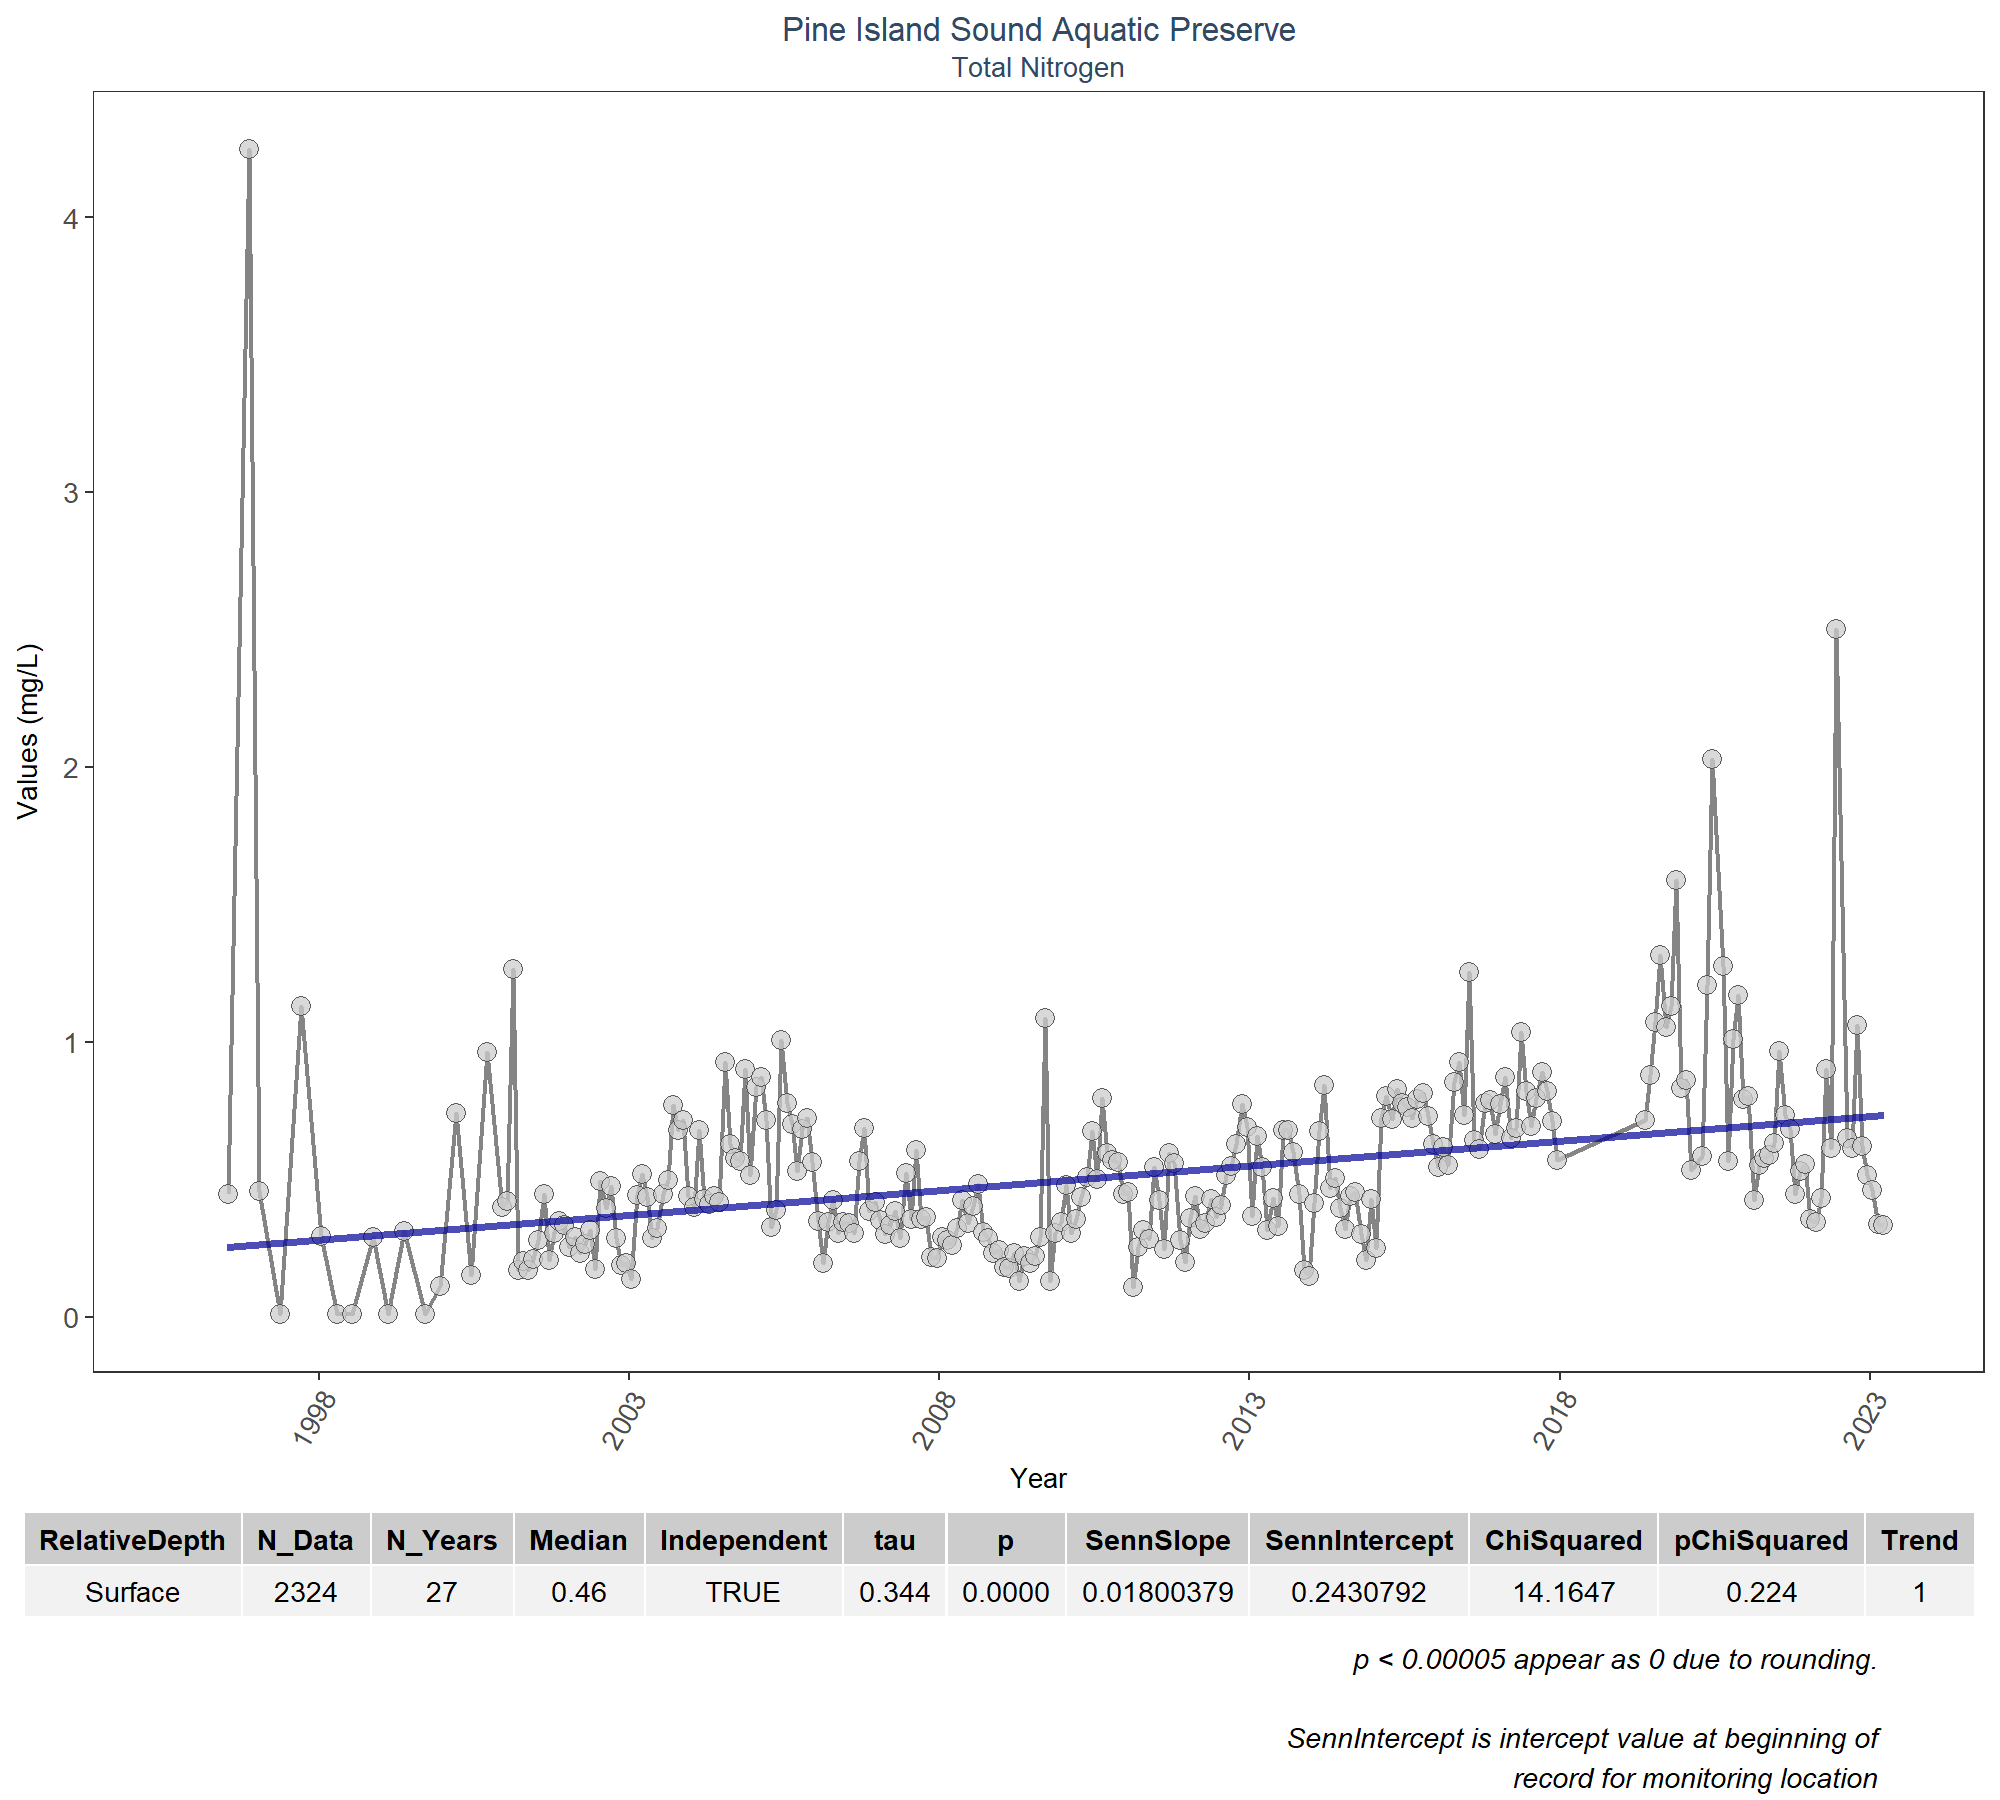 Pine Island Sound Aquatic Preserve
Total Nitrogen
Values (mg/L)
4
3
2
1
0
1998 2003 2008 2013 2018 2023
Year
RelativeDepth N_Data N_Years Median Independent tau p SennSlope SennIntercept ChiSquared pChiSquared Trend
Surface 2324 27 0.46 TRUE 0.344 0.0000 0.01800379 0.2430792 14.1647 0.224 1
p < 0.00005 appear as 0 due to rounding.
SennIntercept is intercept value at beginning of
record for monitoring location